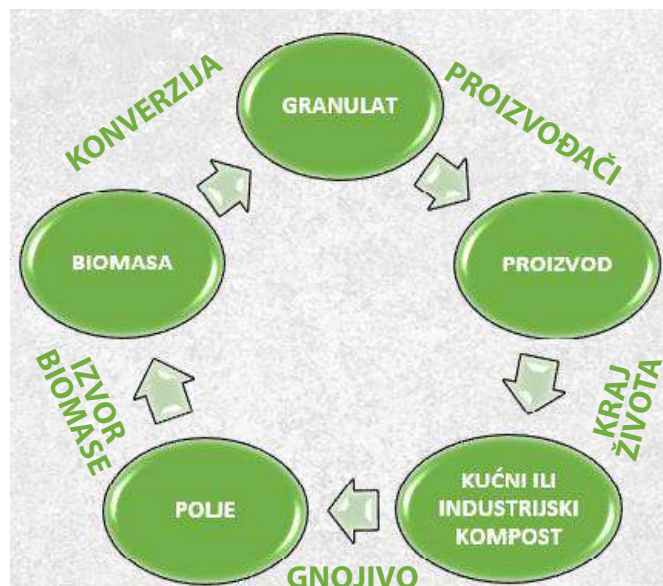 KONVERZIJA
GRANULAT
PROIZVOĐAČI
BIOMASA
PROIZVOD
IZVOR
BIOMASE
KRAJ
ŽIVOTA
POLJE
KUĆNI ILI
INDUSTRIJSKI
KOMPOST
GNOJIVO